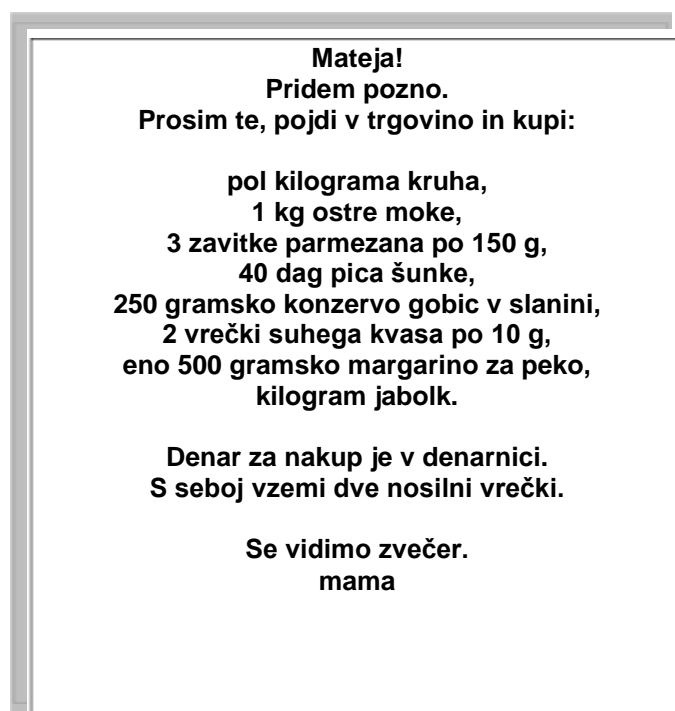 Mateja!
Pridem pozno.
Prosim te, pojdi v trgovino in kupi:
pol kilograma kruha,
1 kg ostre moke,
3 zavitke parmezana po 150 g,
40 dag pica šunke,
250 gramsko konzervo gobic v slanini,
2 vrečki suhega kvasa po 10 g,
eno 500 gramsko margarino za peko,
kilogram jabolk.
Denar za nakup je v denarnici.
S seboj vzemi dve nosilni vrečki.
Se vidimo zvečer.
mama